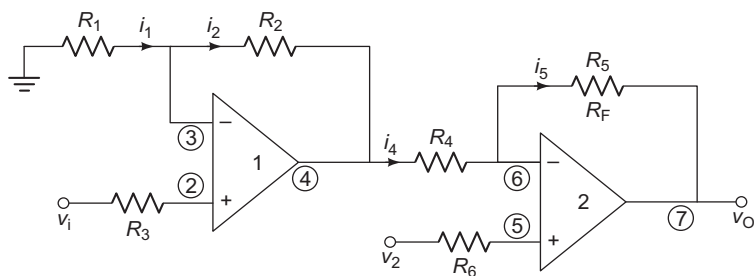 R1 i1 i2 R2
i5 R5
RF
3 − 1 i4 R4
4
2 + 6 −
vi R3 2
5 7 vO
+
v2 R6